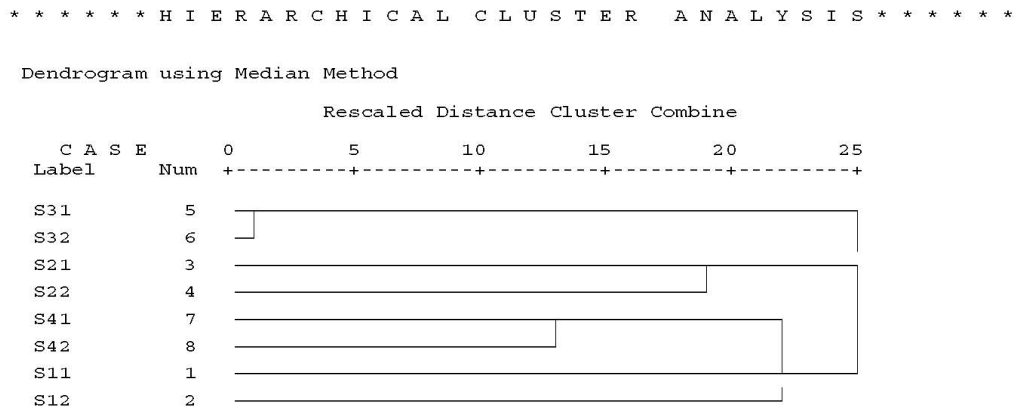 * * * * * * H I E R A R C H I C A L  C L U S T E R  A N A L Y S I S * * * * * *
Dendrogram using Median Method
Rescaled Distance Cluster Combine
C A S E 0 5 10 15 20 25
Label Num +---------+---------+---------+---------+---------+
S31 5
S32 6
S21 3
S22 4
S41 7
S42 8
S11 1
S12 2